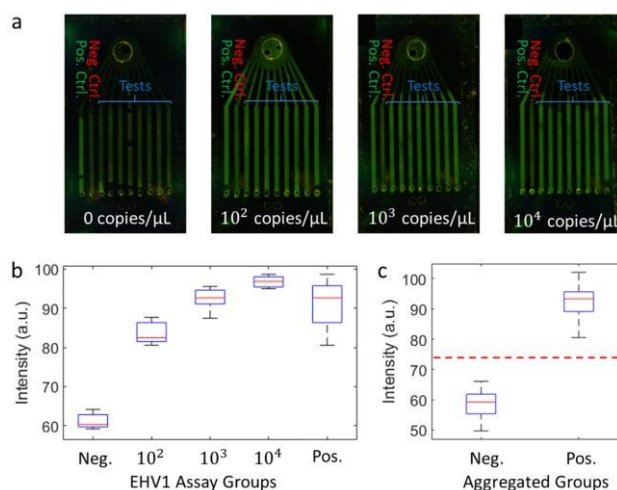 a
Pos. Ctrl.
Neg. Ctrl.
Tests
0 copies/μL
Pos. Ctrl.
Neg. Ctrl.
Tests
10² copies/μL
Pos. Ctrl.
Neg. Ctrl.
Tests
10³ copies/μL
Pos. Ctrl.
Neg. Ctrl.
Tests
10⁴ copies/μL
b
Intensity (a.u.)
100
90
80
70
60
Neg. 10² 10³ 10⁴ Pos.
EHV1 Assay Groups
c
Intensity (a.u.)
100
90
80
70
60
50
Neg. Pos.
Aggregated Groups